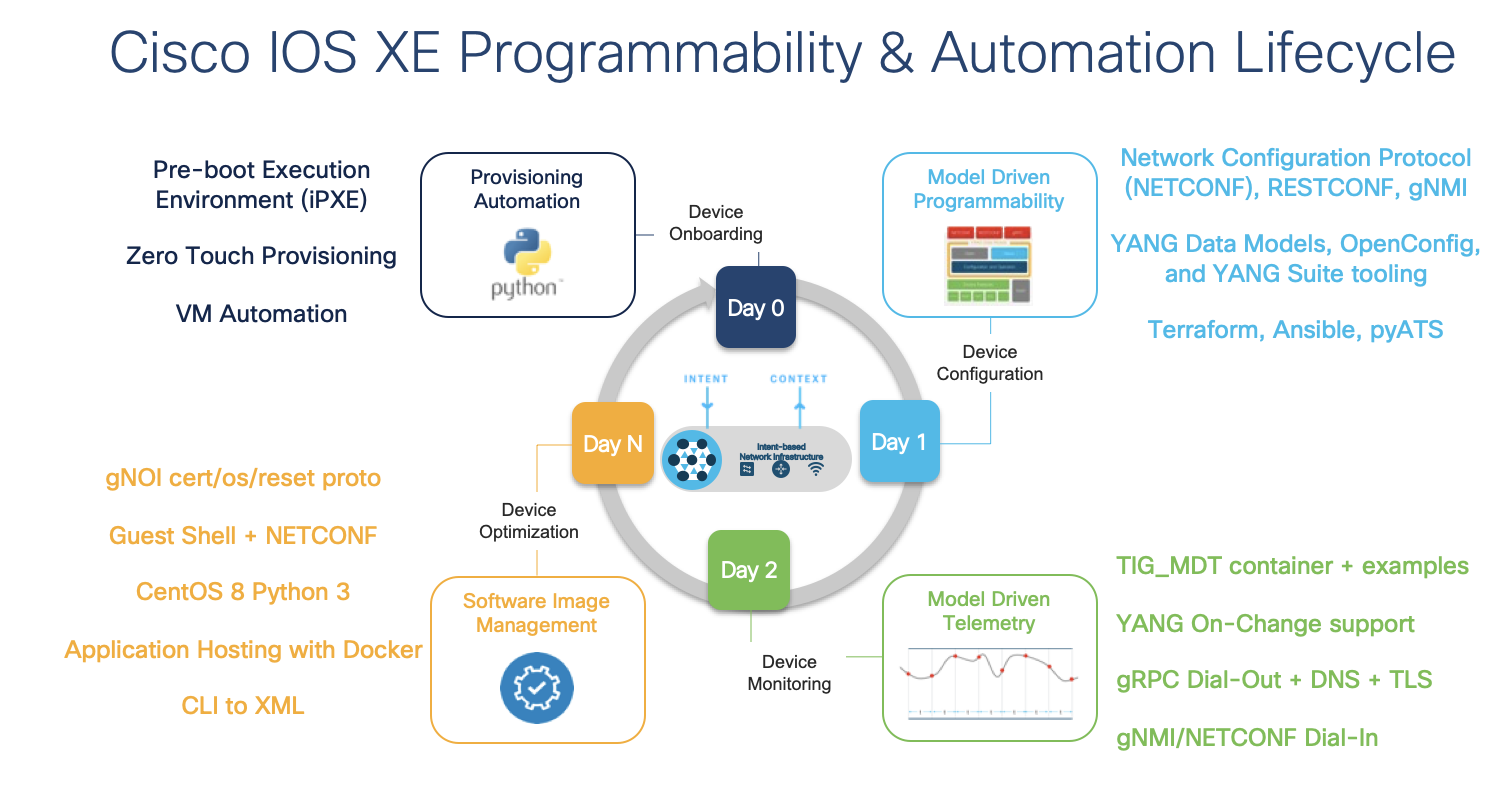 Cisco IOS XE Programmability & Automation Lifecycle
Pre-boot Execution
Environment (iPXE)
Zero Touch Provisioning
VM Automation
Provisioning
Automation
python™
Device
Onboarding
Day 0
Model Driven
Programmability
Configuration and Operation
Network Configuration Protocol
(NETCONF), RESTCONF, gNMI
YANG Data Models, OpenConfig,
and YANG Suite tooling
Terraform, Ansible, pyATS
Device
Configuration
Day 1
INTENT
CONTEXT
Intent-based
Network Infrastructure
Day N
Device
Optimization
gNOI cert/os/reset proto
Guest Shell + NETCONF
CentOS 8 Python 3
Application Hosting with Docker
CLI to XML
Software Image
Management
Day 2
Device
Monitoring
Model Driven
Telemetry
TIG_MDT container + examples
YANG On-Change support
gRPC Dial-Out + DNS + TLS
gNMI/NETCONF Dial-In